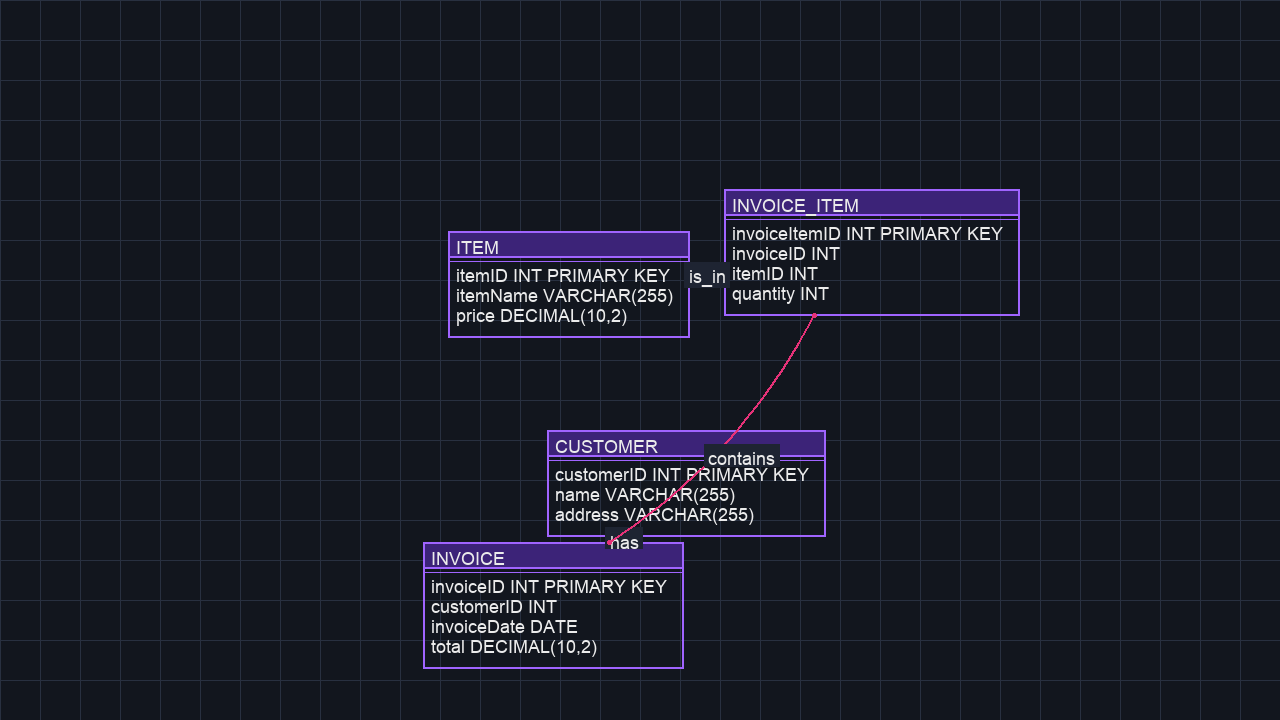 INVOICE_ITEM
invoiceItemID INT PRIMARY KEY
invoiceID INT
itemID INT
quantity INT
ITEM
itemID INT PRIMARY KEY
itemName VARCHAR(255)
price DECIMAL(10,2)
is_in
CUSTOMER
contains
customerID INT PRIMARY KEY
name VARCHAR(255)
address VARCHAR(255)
has
INVOICE
invoiceID INT PRIMARY KEY
customerID INT
invoiceDate DATE
total DECIMAL(10,2)